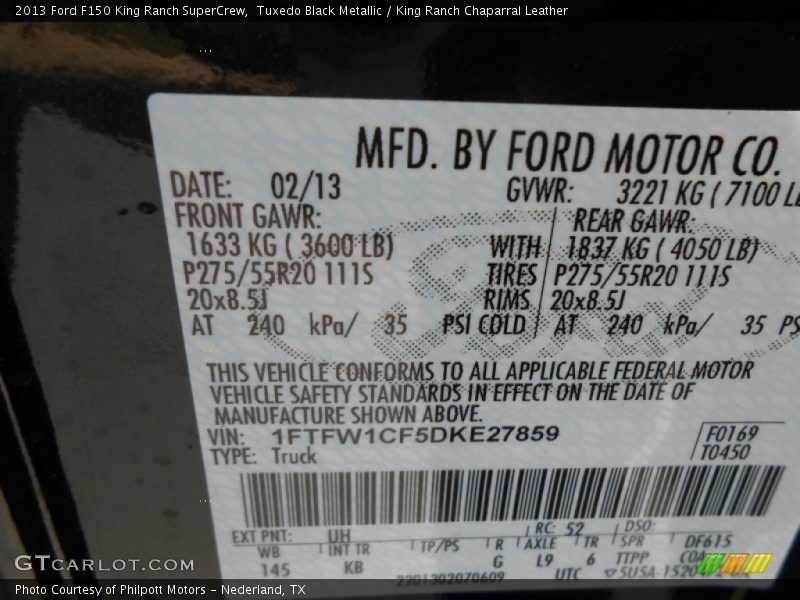 2013 Ford F150 King Ranch SuperCrew, Tuxedo Black Metallic / King Ranch Chaparral Leather
MFD. BY FORD MOTOR CO.
DATE: 02/13 GVWR: 3221 KG ( 7100 LB
FRONT GAWR: REAR GAWR:
1633 KG ( 3600 LB) WITH 1837 KG ( 4050 LB)
P275/55R20 111S TIRES P275/55R20 111S
20x8.5J RIMS 20x8.5J
AT 240 kPa/ 35 PSI COLD AT 240 kPa/ 35 PS
THIS VEHICLE CONFORMS TO ALL APPLICABLE FEDERAL MOTOR
VEHICLE SAFETY STANDARDS IN EFFECT ON THE DATE OF
MANUFACTURE SHOWN ABOVE.
VIN: 1FTFW1CF5DKE27859 F0169
TYPE: Truck T0450
EXT PNT: UH RC: 52 DSO:
WB INT TR TP/PS R AXLE TR SPR DF615
145 KB G L9 6 TTPP
2201302070609 UTC
GTCARLOT.COM
Photo Courtesy of Philpott Motors - Nederland, TX